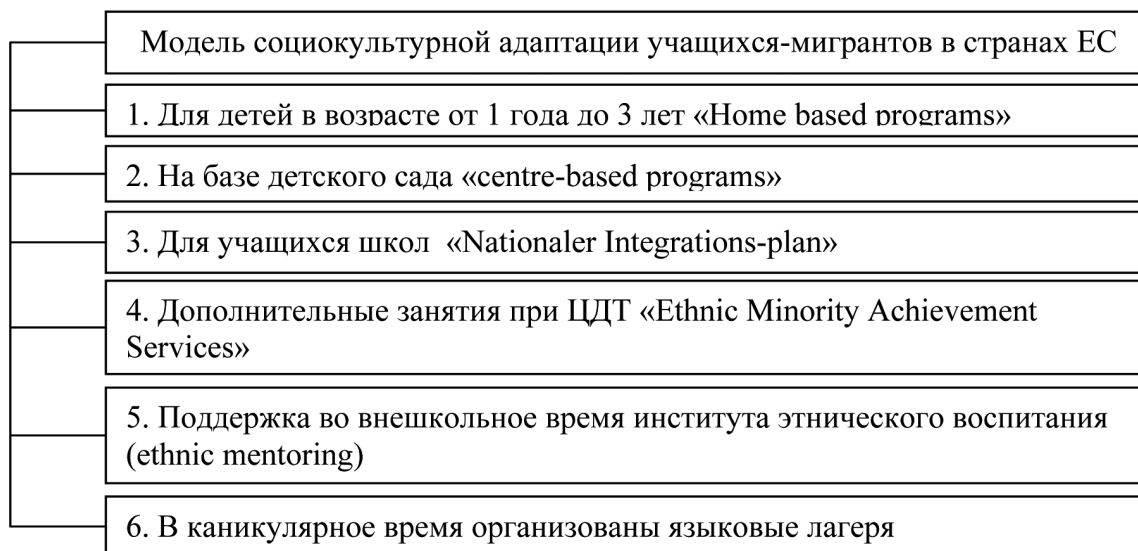 Модель социокультурной адаптации учащихся-мигрантов в странах ЕС
1. Для детей в возрасте от 1 года до 3 лет «Home based programs»
2. На базе детского сада «centre-based programs»
3. Для учащихся школ «Nationaler Integrations-plan»
4. Дополнительные занятия при ЦДТ «Ethnic Minority Achievement
Services»
5. Поддержка во внешкольное время института этнического воспитания
(ethnic mentoring)
6. В каникулярное время организованы языковые лагеря